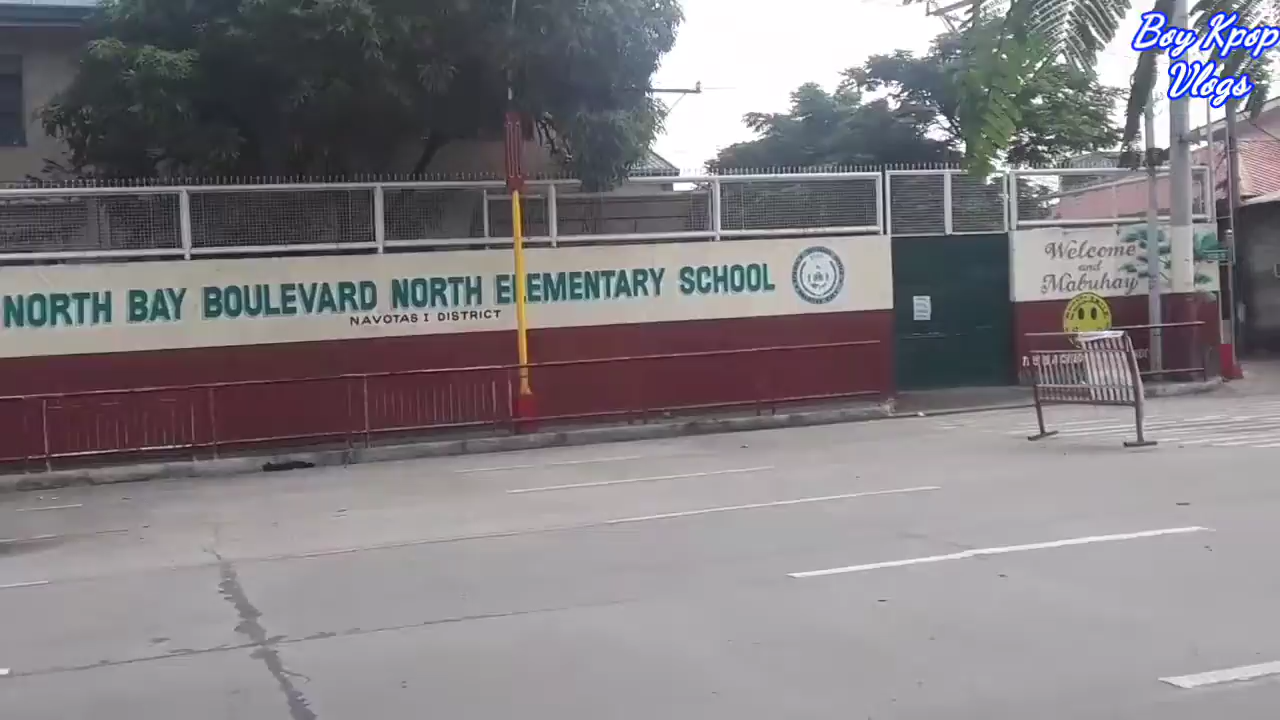 Boy Kpop
Vlogs
NORTH BAY BOULEVARD NORTH ELEMENTARY SCHOOL
NAVOTAS I DISTRICT
Welcome
and
Mabuhay